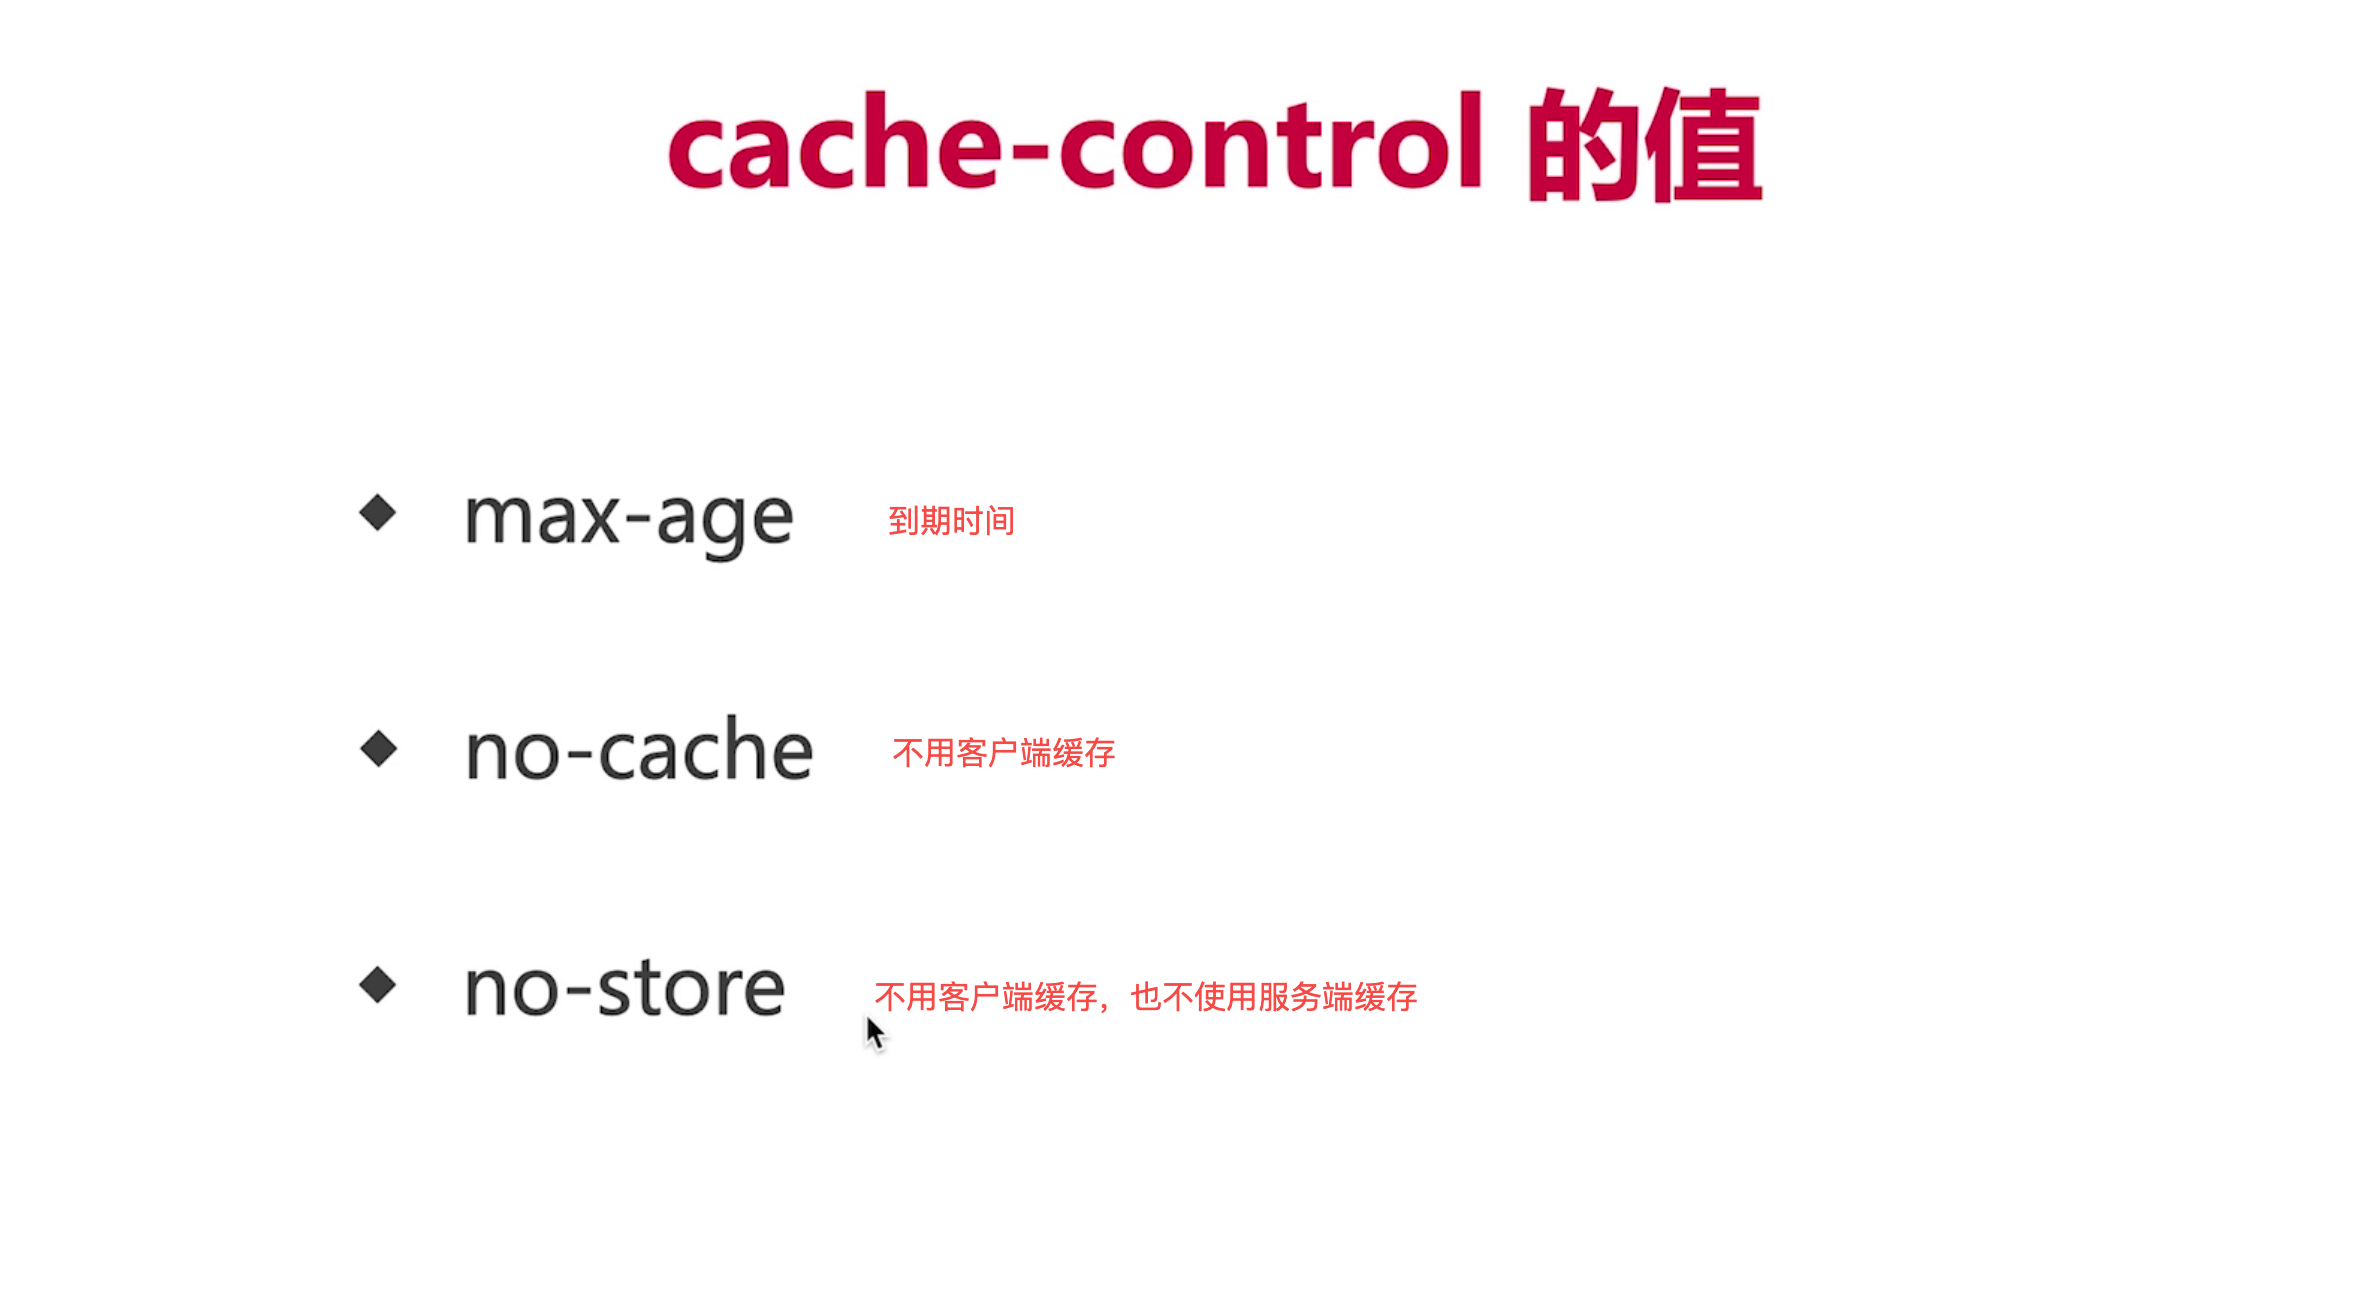 cache-control 的值
max-age 到期时间
no-cache 不用客户端缓存
no-store 不用客户端缓存，也不使用服务端缓存